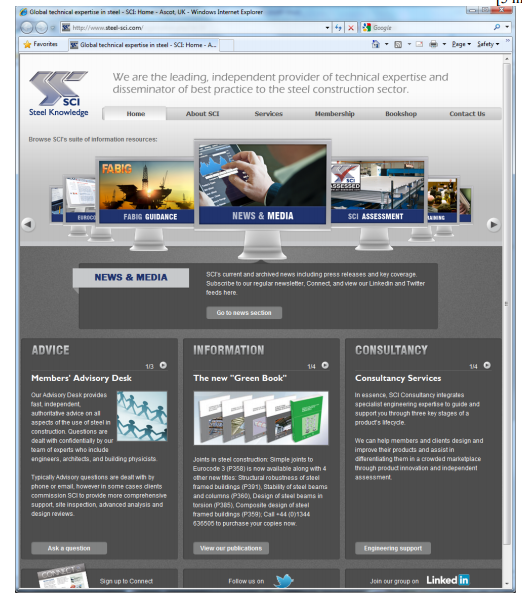 Global technical expertise in steel - SCI: Home - Ascot, UK - Windows Internet Explorer
http://www.steel-sci.com/
Google
Favorites
Global technical expertise in steel - SCI: Home - A...
Page
Safety
We are the leading, independent provider of technical expertise and
disseminator of best practice to the steel construction sector.
SCI
Steel Knowledge
Home
About SCI
Services
Membership
Bookshop
Contact Us
Browse SCI's suite of information resources:
EUROCO
FABIG
FABIG GUIDANCE
NEWS & MEDIA
SCI
ASSESSED
SCI ASSESSMENT
AINING
NEWS & MEDIA
SCI's current and archived news including press releases and key coverage.
Subscribe to our regular newsletter, Connect, and view our Linkedin and Twitter
feeds here.
Go to news section
ADVICE
1/3
Members' Advisory Desk
Our Advisory Desk provides
fast, independent,
authoritative advice on all
aspects of the use of steel in
construction. Questions are
dealt with confidentially by our
team of experts who include
engineers, architects, and building physicists.
Typically Advisory questions are dealt with by
phone or email, however in some cases clients
commission SCI to provide more comprehensive
support, site inspection, advanced analysis and
design reviews.
Ask a question
INFORMATION
1/4
The new "Green Book"
Joints in steel construction: Simple joints to
Eurocode 3 (P358) is now available along with 4
other new titles: Structural robustness of steel
framed buildings (P391), Stability of steel beams
and columns (P360), Design of steel beams in
torsion (P385), Composite design of steel
framed buildings (P359); Call +44 (0)1344
636505 to purchase your copies now.
View our publications
CONSULTANCY
1/4
Consultancy Services
In essence, SCI Consultancy integrates
specialist engineering expertise to guide and
support you through three key stages of a
product's lifecycle.
We can help members and clients design and
improve their products and assist in
differentiating them in a crowded marketplace
through product innovation and independent
assessment.
Engineering support
CONNECT
Sign up to Connect
Follow us on
Join our group on
Linked in